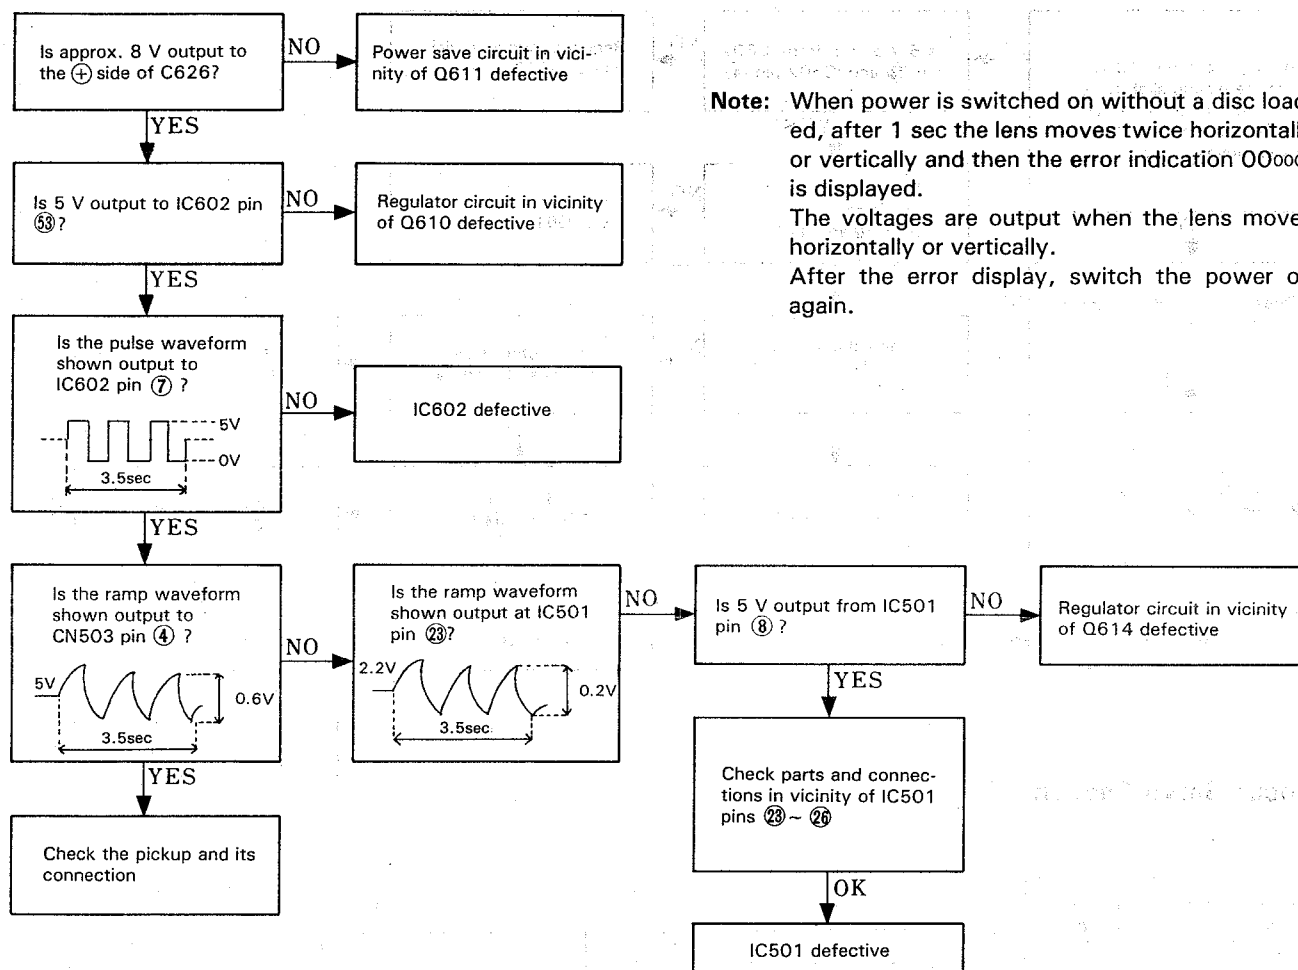 Is approx. 8 V output to
the ⊕ side of C626?
NO
Power save circuit in vici-
nity of Q611 defective
YES
Note: When power is switched on without a disc load
ed, after 1 sec the lens moves twice horizontall
or vertically and then the error indication 00ooo
is displayed.
The voltages are output when the lens move
horizontally or vertically.
After the error display, switch the power o
again.
Is 5 V output to IC602 pin
㊳?
NO
Regulator circuit in vicinity
of Q610 defective
YES
Is the pulse waveform
shown output to
IC602 pin ⑦ ?
5V
0V
3.5sec
NO
IC602 defective
YES
Is the ramp waveform
shown output to
CN503 pin ④ ?
5V
0.6V
3.5sec
NO
Is the ramp waveform
shown output at IC501
pin ㉓?
2.2V
0.2V
3.5sec
NO
Is 5 V output from IC501
pin ⑧ ?
NO
Regulator circuit in vicinity
of Q614 defective
YES
YES
Check the pickup and its
connection
Check parts and connec-
tions in vicinity of IC501
pins ㉓ ~ ㉖
OK
IC501 defective